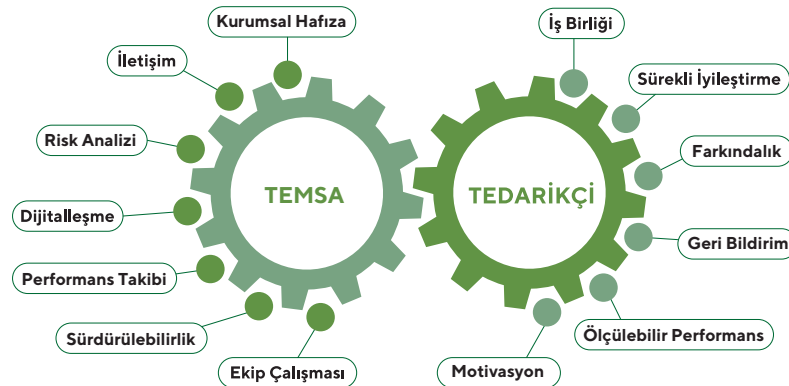 Kurumsal Hafıza
İletişim
Risk Analizi
Dijitalleşme
Performans Takibi
Sürdürülebilirlik
Ekip Çalışması
TEMSA
TEDARİKÇİ
İş Birliği
Sürekli İyileştirme
Farkındalık
Geri Bildirim
Ölçülebilir Performans
Motivasyon